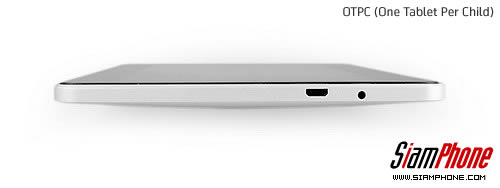 OTPC (One Tablet Per Child)
SiamPhone
WWW.SIAMPHONE.COM